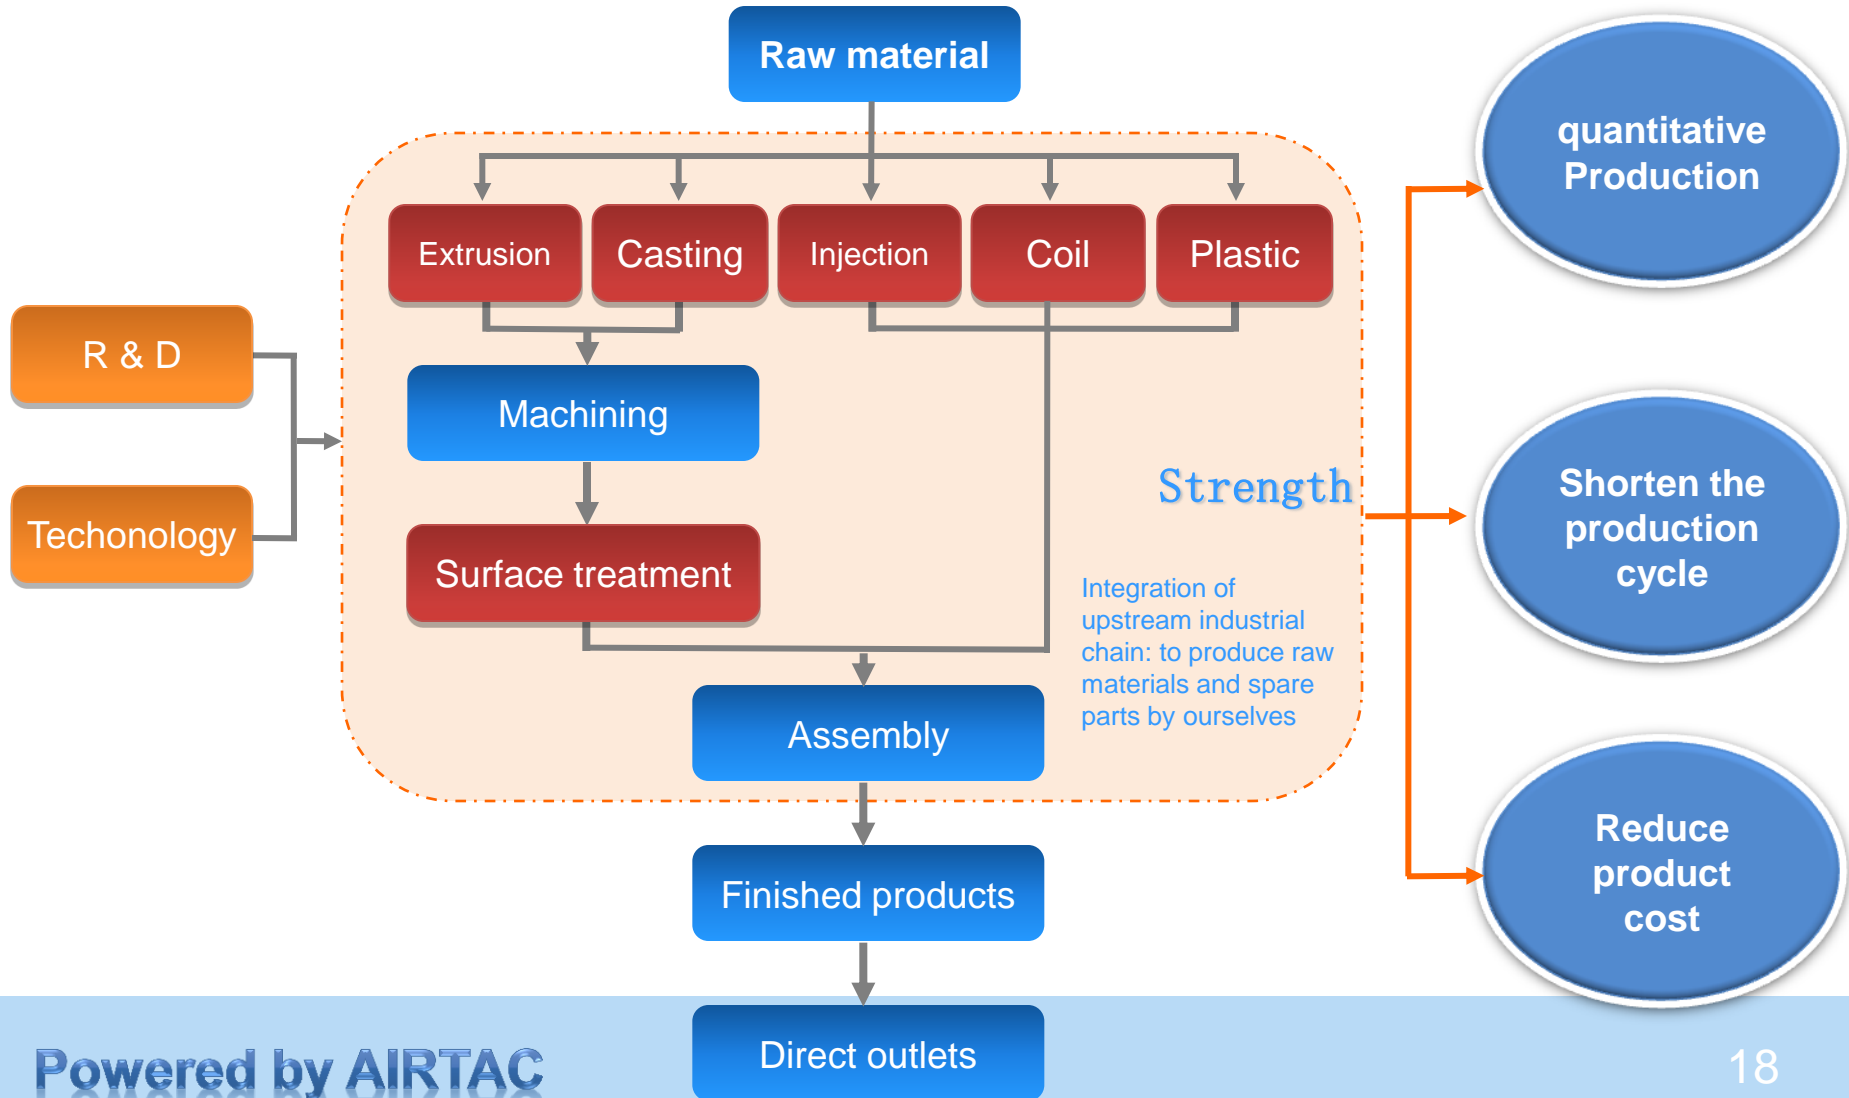 Raw material
Extrusion
Casting
Injection
Coil
Plastic
R & D
Techonology
Machining
Surface treatment
Strength
Integration of
upstream industrial
chain: to produce raw
materials and spare
parts by ourselves
Assembly
Finished products
Direct outlets
quantitative
Production
Shorten the
production
cycle
Reduce
product
cost
Powered by AIRTAC
18